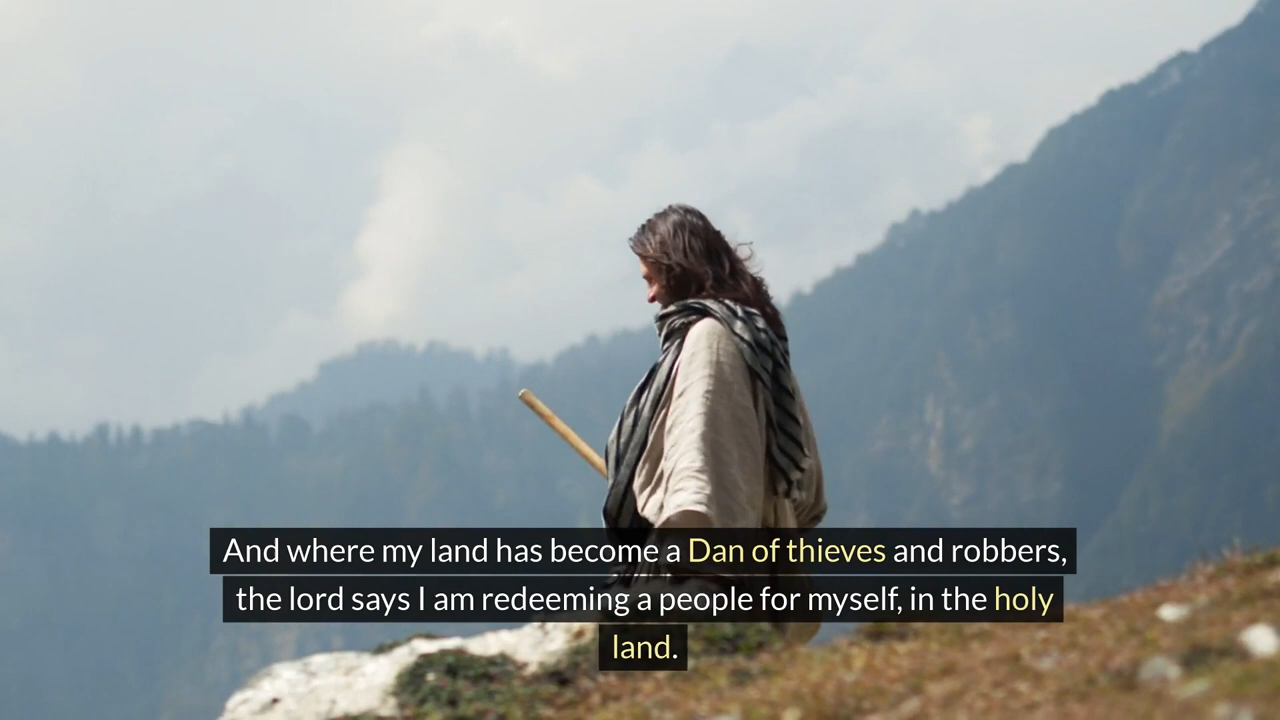 And where my land has become a Dan of thieves and robbers,
the lord says I am redeeming a people for myself, in the holy
land.